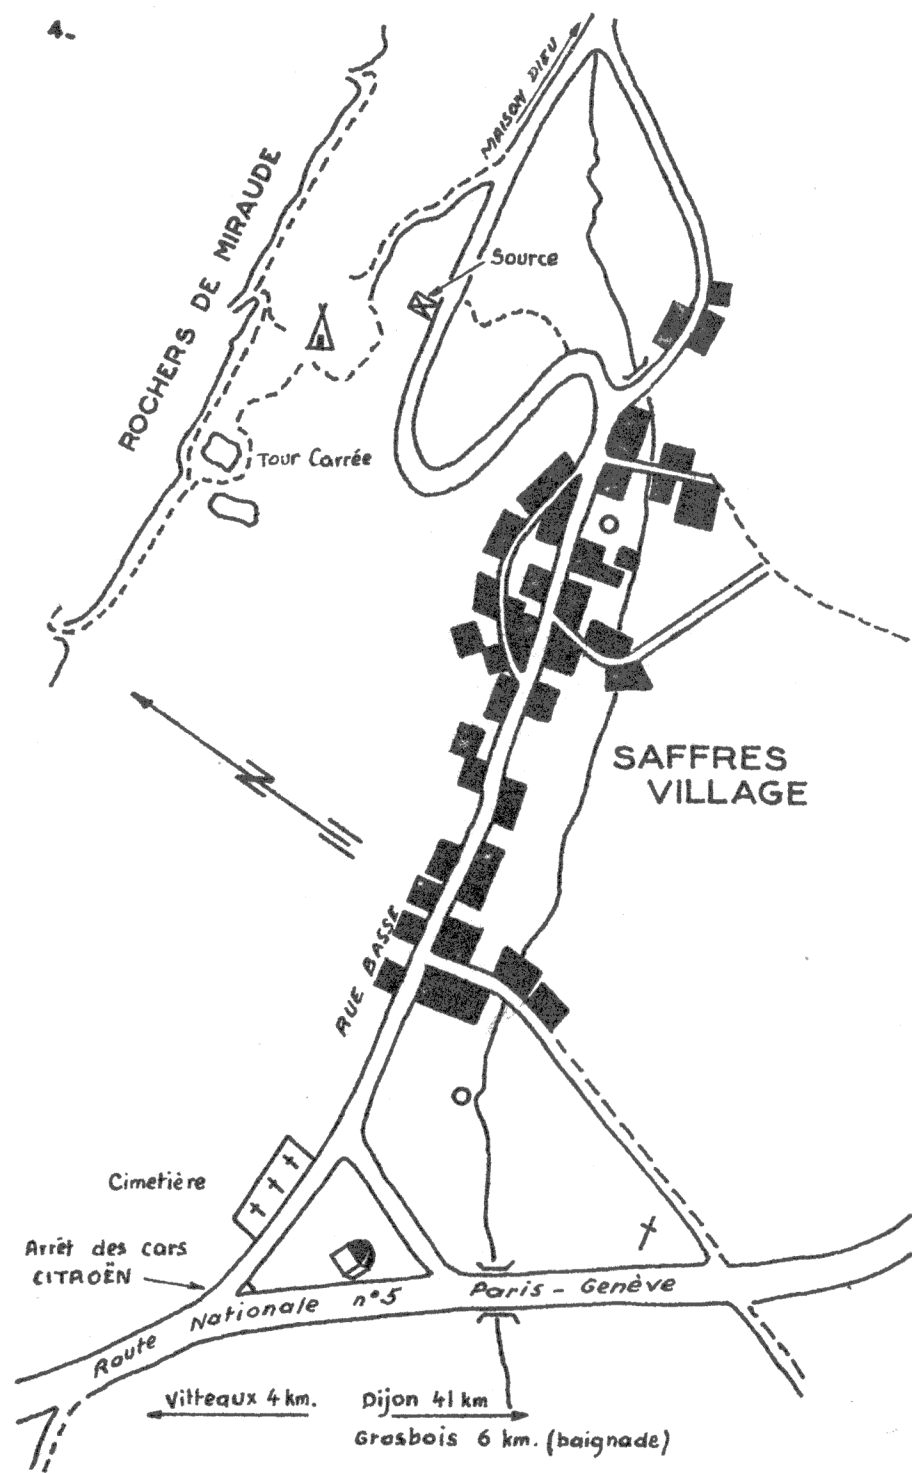 4.
MAISON DIEU
ROCHERS DE MIRAUDE
Source
Tour Carrée
N
SAFFRES
VILLAGE
RUE BASSE
Cimetière
Arrêt des cars
CITROËN
Route Nationale n°5 Paris - Genève
Vitteaux 4 km.
Dijon 41 km
Grosbois 6 km. (baignade)